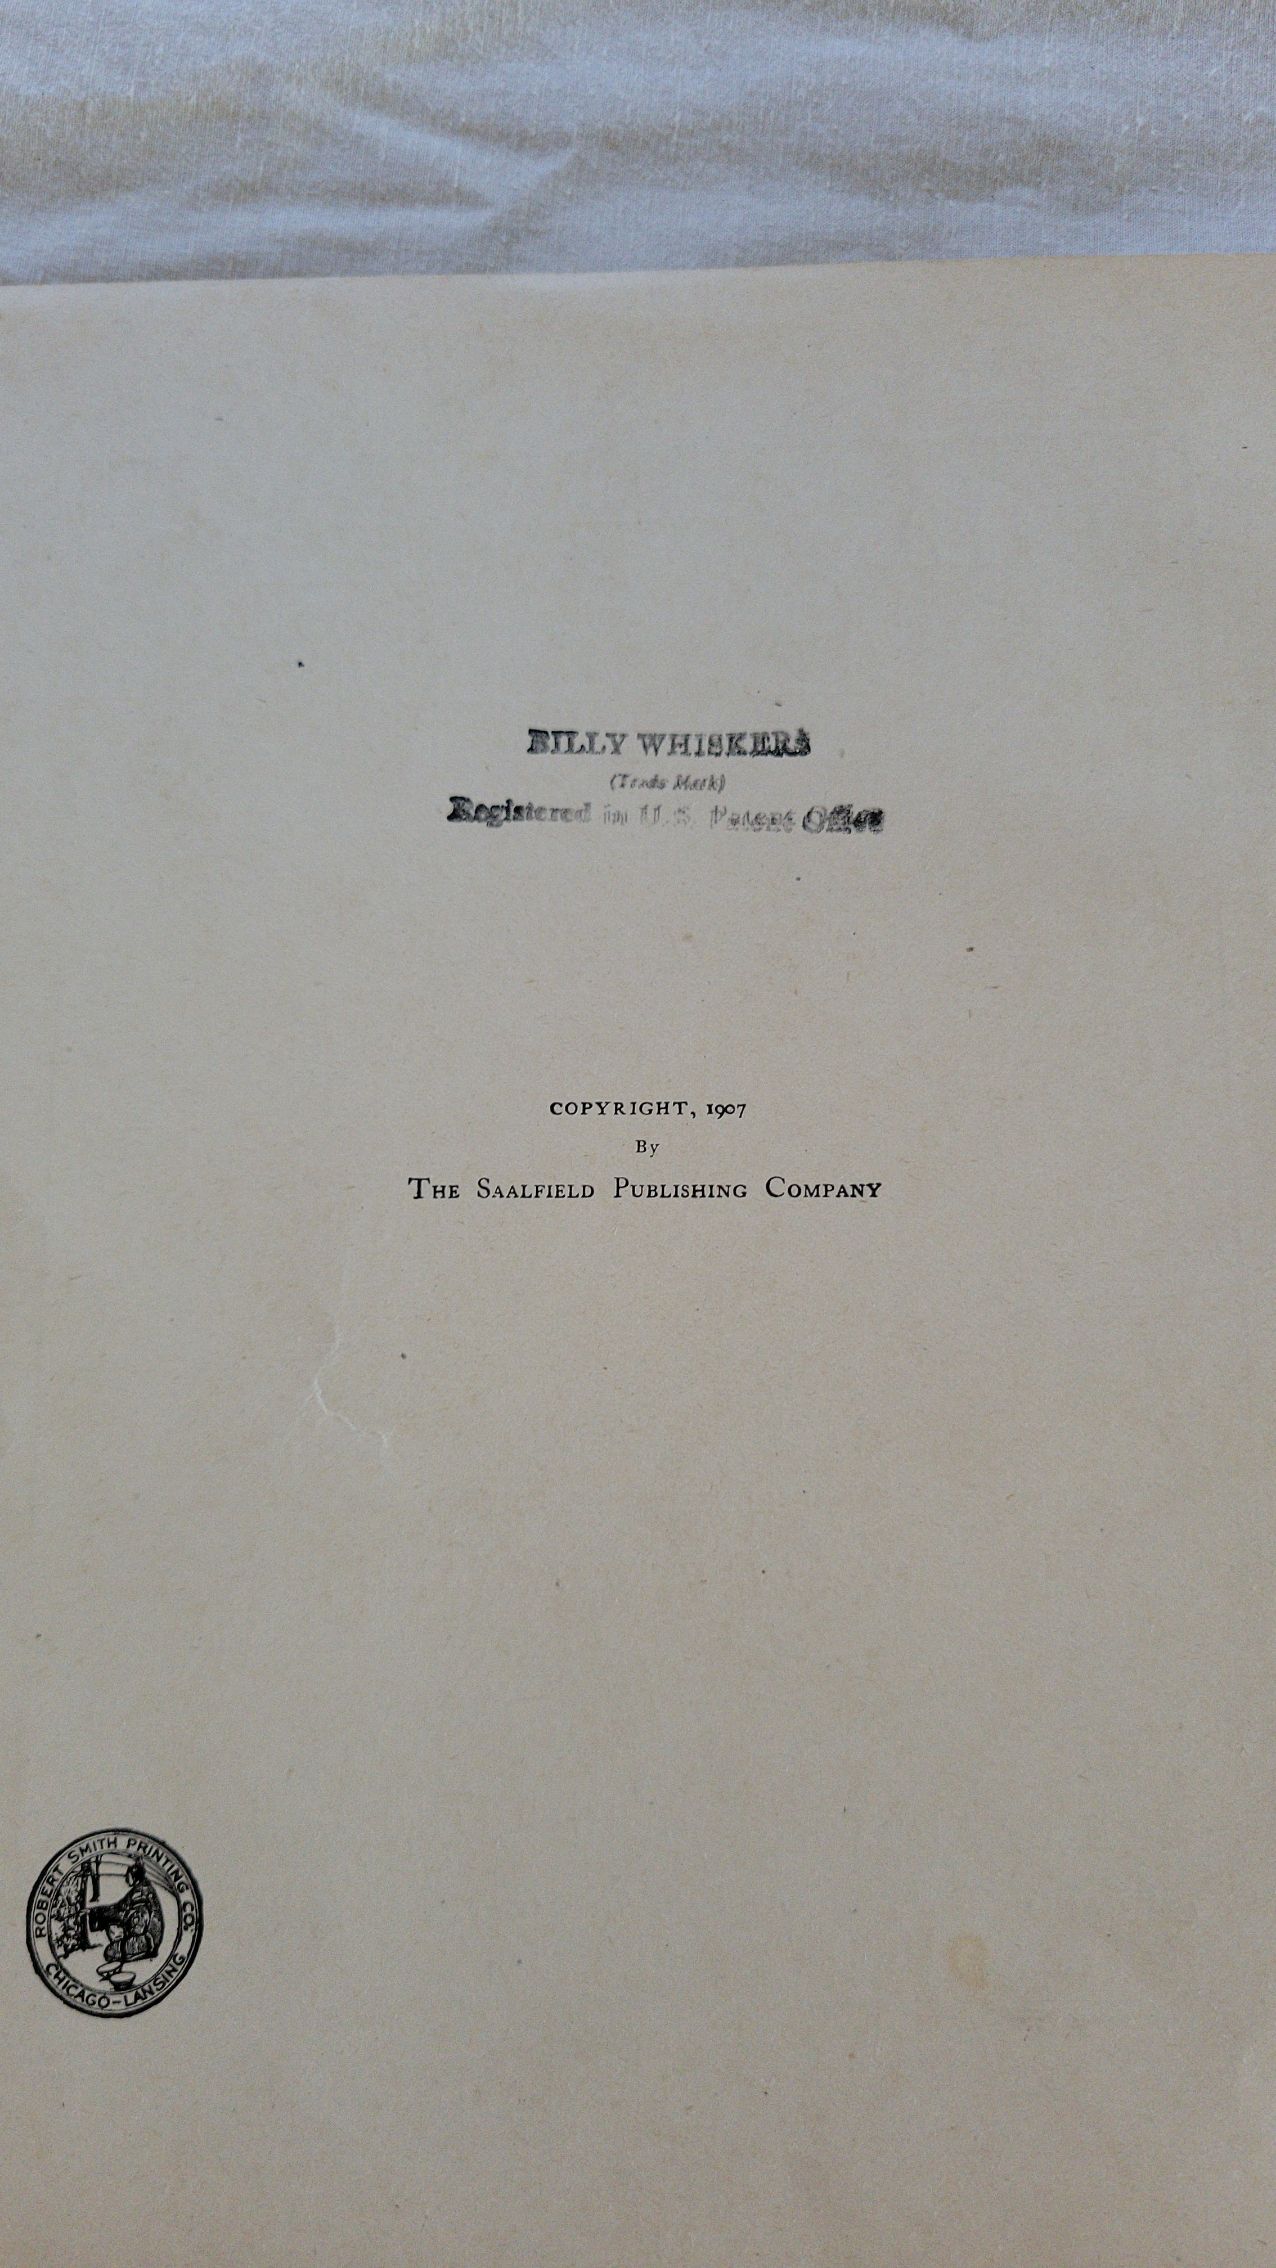 BILLY WHISKERS
(Trade Mark)
Registered in U.S. Patent Office
COPYRIGHT, 1907
By
THE SAALFIELD PUBLISHING COMPANY
ROBERT SMITH PRINTING CO.
CHICAGO-LANSING